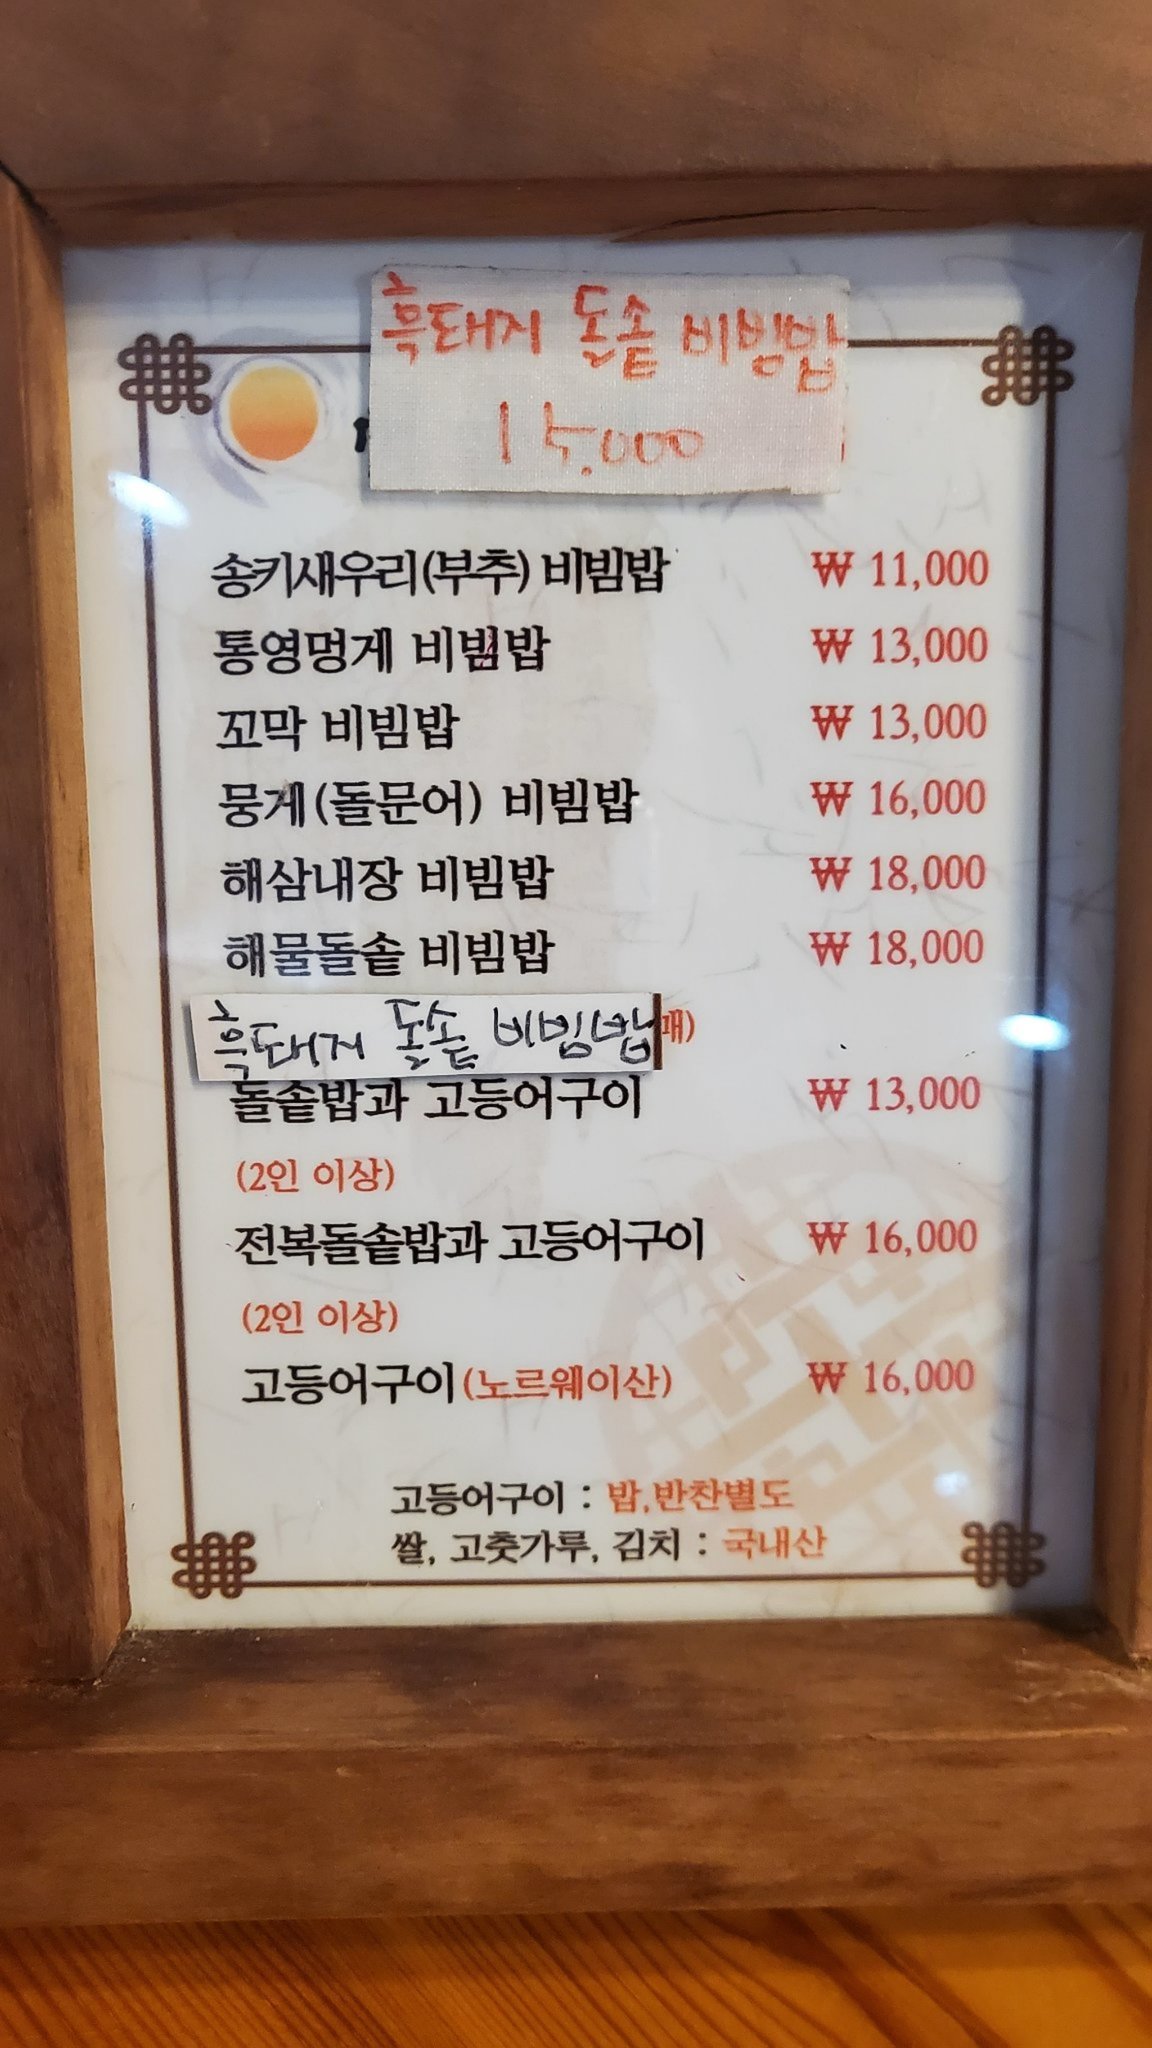 흑돼지 돌솥 비빔밥
15,000
송키새우리(부추) 비빔밥 ₩ 11,000
통영멍게 비빔밥 ₩ 13,000
꼬막 비빔밥 ₩ 13,000
뭉게(돌문어) 비빔밥 ₩ 16,000
해삼내장 비빔밥 ₩ 18,000
해물돌솥 비빔밥 ₩ 18,000
흑돼지 돌솥 비빔밥
돌솥밥과 고등어구이 ₩ 13,000
(2인 이상)
전복돌솥밥과 고등어구이 ₩ 16,000
(2인 이상)
고등어구이(노르웨이산) ₩ 16,000
고등어구이 : 밥,반찬별도
쌀, 고춧가루, 김치 : 국내산